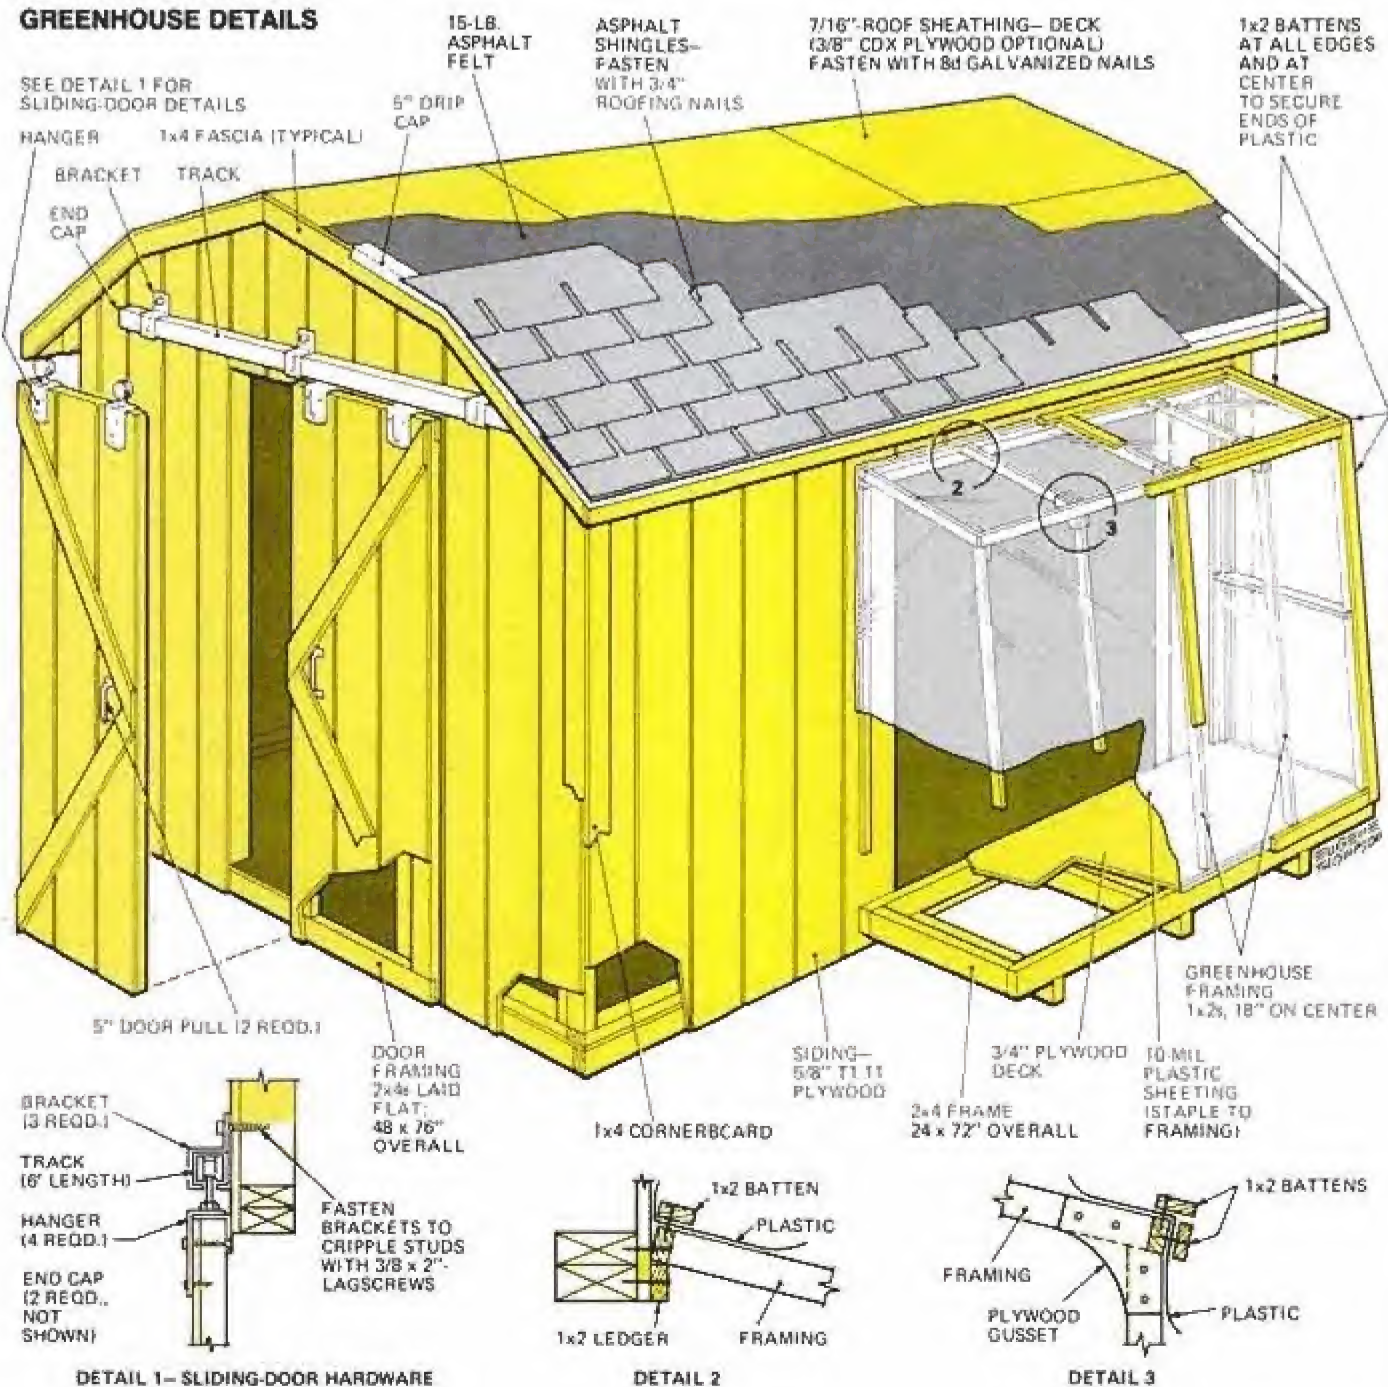 GREENHOUSE DETAILS
SEE DETAIL 1 FOR
SLIDING-DOOR DETAILS
HANGER
1x4 FASCIA (TYPICAL)
BRACKET
TRACK
END
CAP
5" DRIP
CAP
15-LB.
ASPHALT
FELT
ASPHALT
SHINGLES—
FASTEN
WITH 3/4"
ROOFING NAILS
7/16"-ROOF SHEATHING— DECK
(3/8" CDX PLYWOOD OPTIONAL)
FASTEN WITH 8d GALVANIZED NAILS
1x2 BATTENS
AT ALL EDGES
AND AT
CENTER
TO SECURE
ENDS OF
PLASTIC
2
3
EUGENE
THOMPSON
5" DOOR PULL (2 REQD.)
DOOR
FRAMING
2x4s LAID
FLAT;
48 x 76"
OVERALL
1x4 CORNERBOARD
SIDING—
5/8" T1-11
PLYWOOD
2x4 FRAME
24 x 72" OVERALL
3/4" PLYWOOD
DECK
10-MIL
PLASTIC
SHEETING
(STAPLE TO
FRAMING)
GREENHOUSE
FRAMING
1x2s, 18" ON CENTER
BRACKET
(3 REQD.)
TRACK
(6' LENGTH)
HANGER
(4 REQD.)
END CAP
(2 REQD.,
NOT
SHOWN)
FASTEN
BRACKETS TO
CRIPPLE STUDS
WITH 3/8 x 2"-
LAGSCREWS
DETAIL 1— SLIDING-DOOR HARDWARE
1x2 BATTEN
PLASTIC
1x2 LEDGER
FRAMING
DETAIL 2
1x2 BATTENS
FRAMING
PLYWOOD
GUSSET
PLASTIC
DETAIL 3